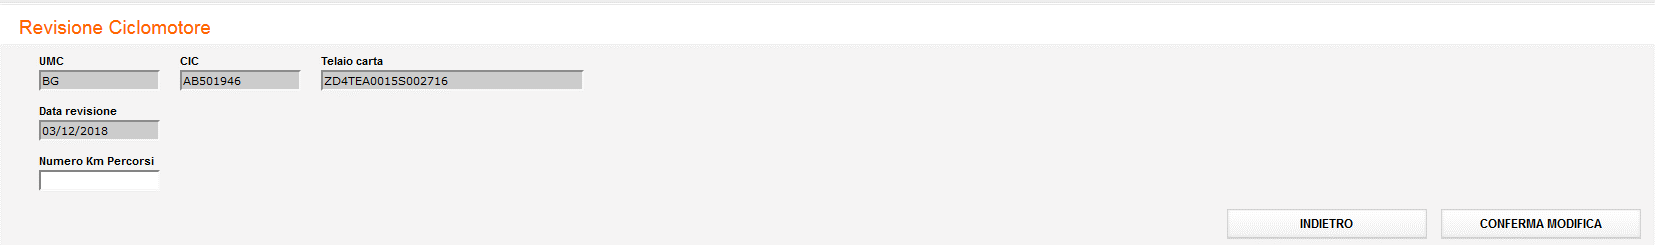 Revisione Ciclomotore
UMC CIC Telaio carta
BG AB501946 ZD4TEA0015S002716
Data revisione
03/12/2018
Numero Km Percorsi
INDIETRO CONFERMA MODIFICA